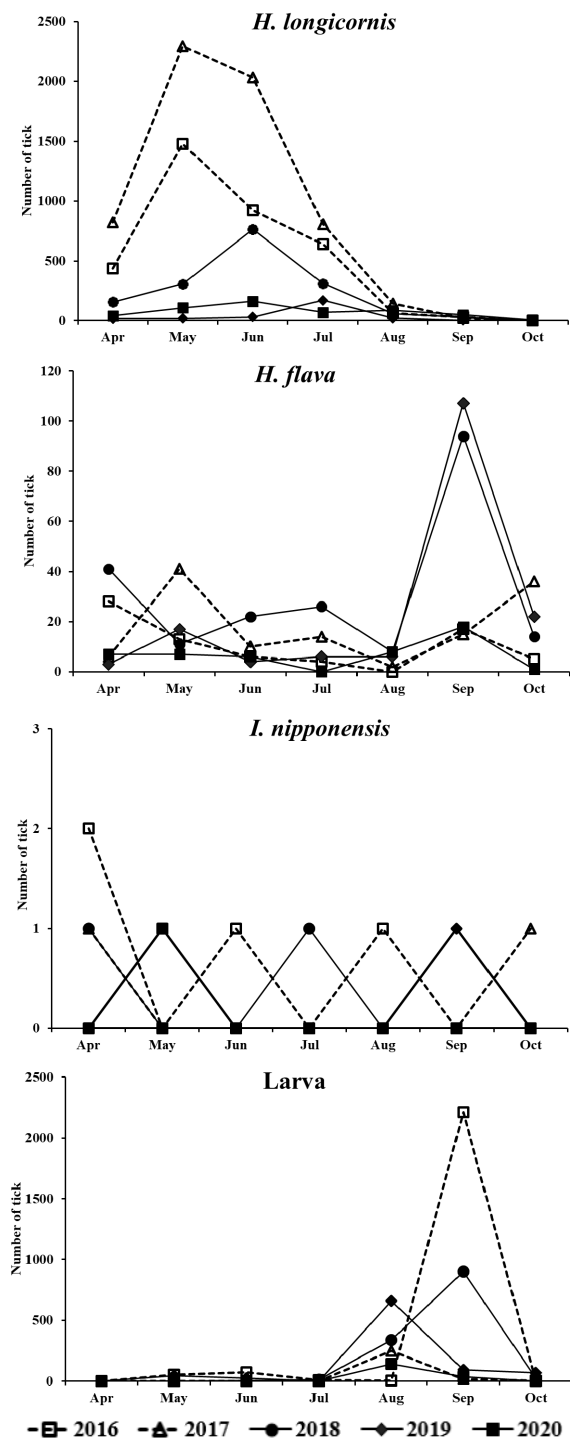 H. longicornis
Number of tick
2500
2000
1500
1000
500
0
Apr May Jun Jul Aug Sep Oct
H. flava
Number of tick
120
100
80
60
40
20
0
Apr May Jun Jul Aug Sep Oct
I. nipponensis
Number of tick
3
2
1
0
Apr May Jun Jul Aug Sep Oct
Larva
Number of tick
2500
2000
1500
1000
500
0
Apr May Jun Jul Aug Sep Oct
2016 2017 2018 2019 2020